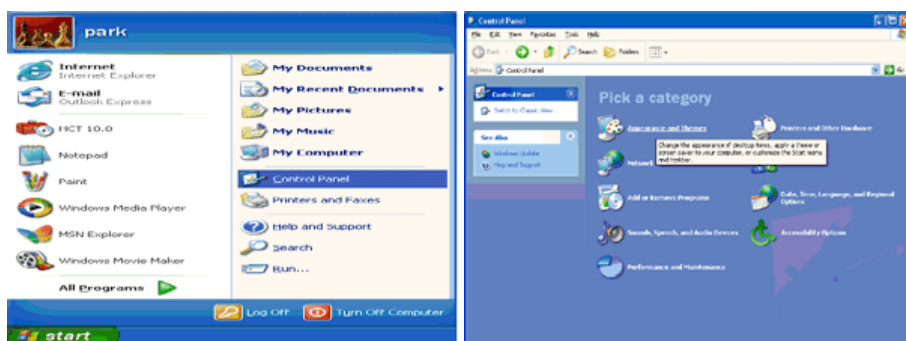 park
Internet
Internet Explorer
E-mail
Outlook Express
HCT 10.0
Notepad
Paint
Windows Media Player
MSN Explorer
Windows Movie Maker
All Programs
My Documents
My Recent Documents
My Pictures
My Music
My Computer
Control Panel
Printers and Faxes
Help and Support
Search
Run...
Log Off
Turn Off Computer
start
Control Panel
File Edit View Favorites Tools Help
Back Search Folders
Address Control Panel Go
Control Panel
Switch to Classic View
See Also
Windows Update
Help and Support
Pick a category
Appearance and Themes
Printers and Other Hardware
Change the appearance of desktop items, apply a theme or
screen saver to your computer, or customize the Start menu
and taskbar.
Network
Add or Remove Programs
Date, Time, Language, and Regional
Options
Sounds, Speech, and Audio Devices
Accessibility Options
Performance and Maintenance